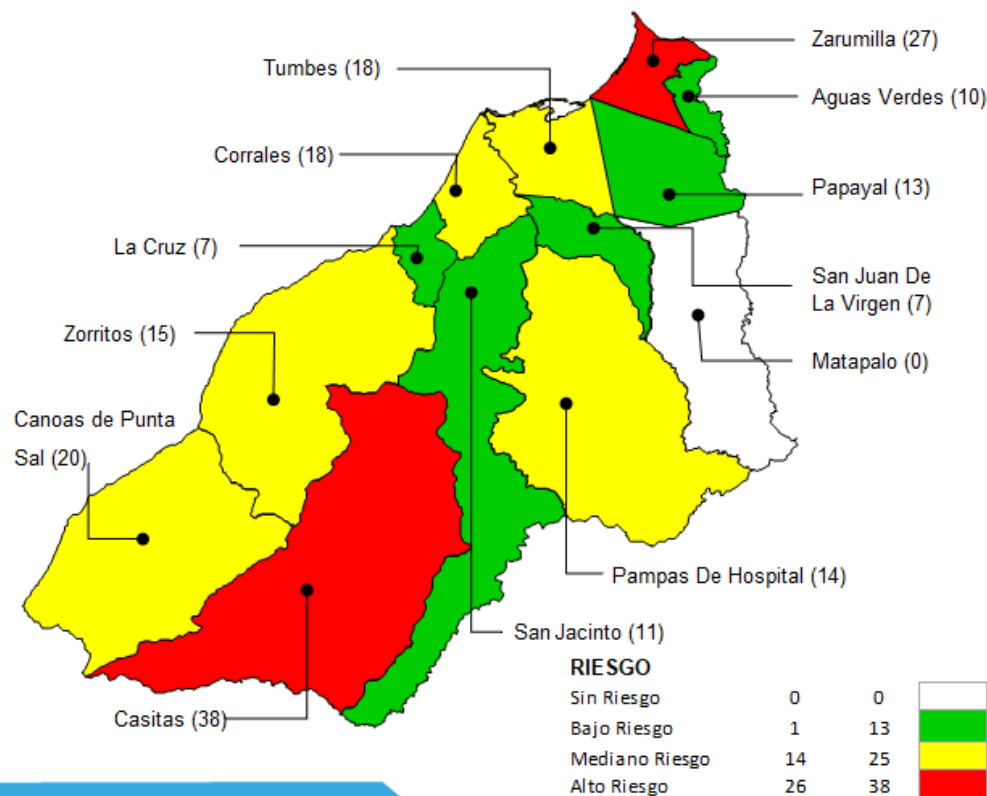 Zarumilla (27)
Tumbes (18)
Aguas Verdes (10)
Corrales (18)
Papayal (13)
La Cruz (7)
San Juan De
La Virgen (7)
Zorritos (15)
Matapalo (0)
Canoas de Punta
Sal (20)
Pampas De Hospital (14)
San Jacinto (11)
Casitas (38)
RIESGO
Sin Riesgo 0 0
Bajo Riesgo 1 13
Mediano Riesgo 14 25
Alto Riesgo 26 38